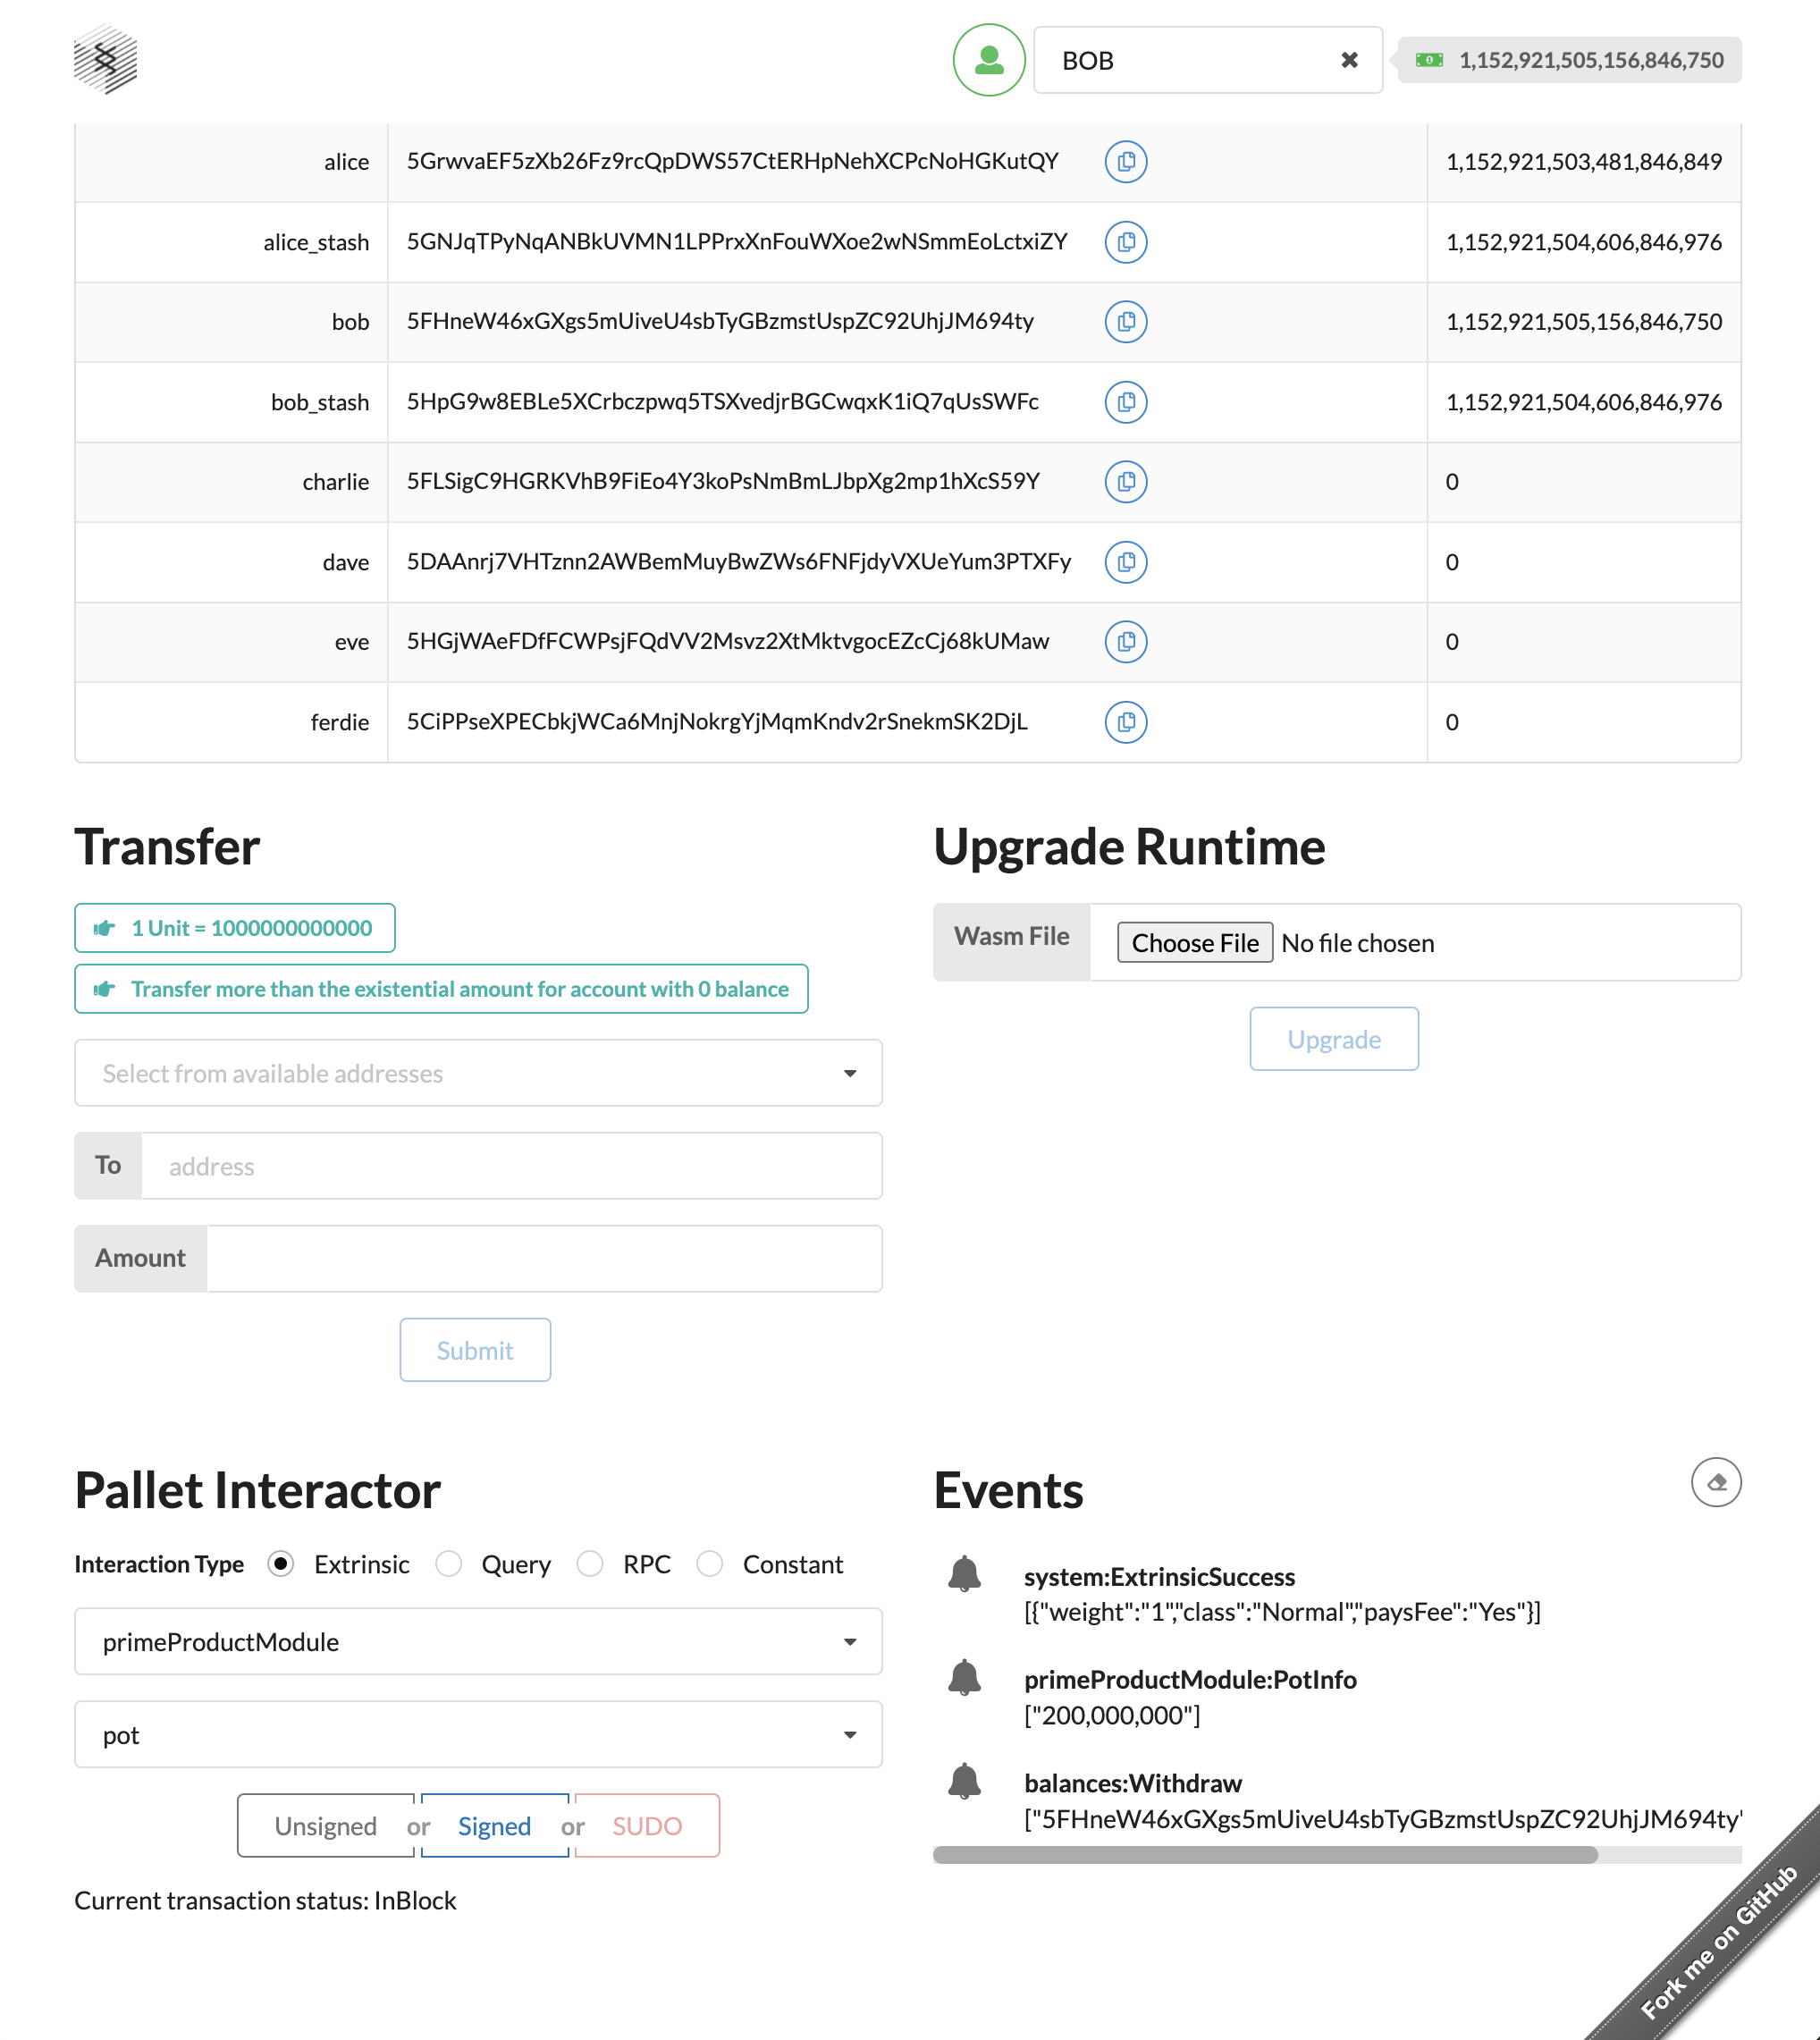 BOB
1,152,921,505,156,846,750
alice 5GrwvaEF5zXb26Fz9rcQpDWS57CtERHpNehXCPcNoHGKutQY 1,152,921,503,481,846,849
alice_stash 5GNJqTPyNqANBkUVMN1LPPrxXnFouWXoe2wNSmmEoLctxiZY 1,152,921,504,606,846,976
bob 5FHneW46xGXgs5mUiveU4sbTyGBzmstUspZC92UhjJM694ty 1,152,921,505,156,846,750
bob_stash 5HpG9w8EBLe5XCrbczpwq5TSXvedjrBGCwqxK1iQ7qUsSWFc 1,152,921,504,606,846,976
charlie 5FLSigC9HGRKVhB9FiEo4Y3koPsNmBmLJbpXg2mp1hXcS59Y 0
dave 5DAAnrj7VHTznn2AWBemMuyBwZWs6FNFjdyVXUeYum3PTXFy 0
eve 5HGjWAeFDfFCWPsjFQdVV2Msvz2XtMktvgocEZcCj68kUMaw 0
ferdie 5CiPPseXPECbkjWCa6MnjNokrgYjMqmKndv2rSnekmSK2DjL 0
Transfer
1 Unit = 1000000000000
Transfer more than the existential amount for account with 0 balance
Select from available addresses
To address
Amount
Submit
Upgrade Runtime
Wasm File Choose File No file chosen
Upgrade
Pallet Interactor
Interaction Type Extrinsic Query RPC Constant
primeProductModule
pot
Unsigned or Signed or SUDO
Current transaction status: InBlock
Events
system:ExtrinsicSuccess
[{"weight":"1","class":"Normal","paysFee":"Yes"}]
primeProductModule:PotInfo
["200,000,000"]
balances:Withdraw
["5FHneW46xGXgs5mUiveU4sbTyGBzmstUspZC92UhjJM694ty"
Fork me on GitHub